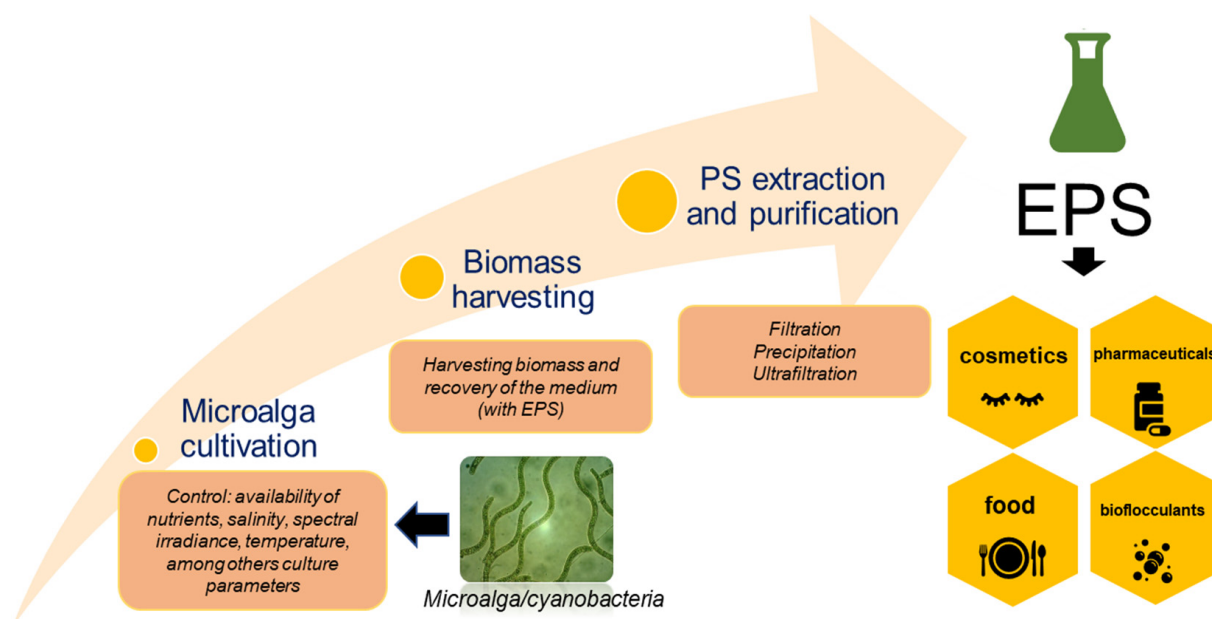 PS extraction
and purification
EPS
Biomass
harvesting
Filtration
Precipitation
Ultrafiltration
cosmetics
pharmaceuticals
Harvesting biomass and
recovery of the medium
(with EPS)
Microalga
cultivation
Control: availability of
nutrients, salinity, spectral
irradiance, temperature,
among others culture
parameters
food
bioflocculants
Microalga/cyanobacteria